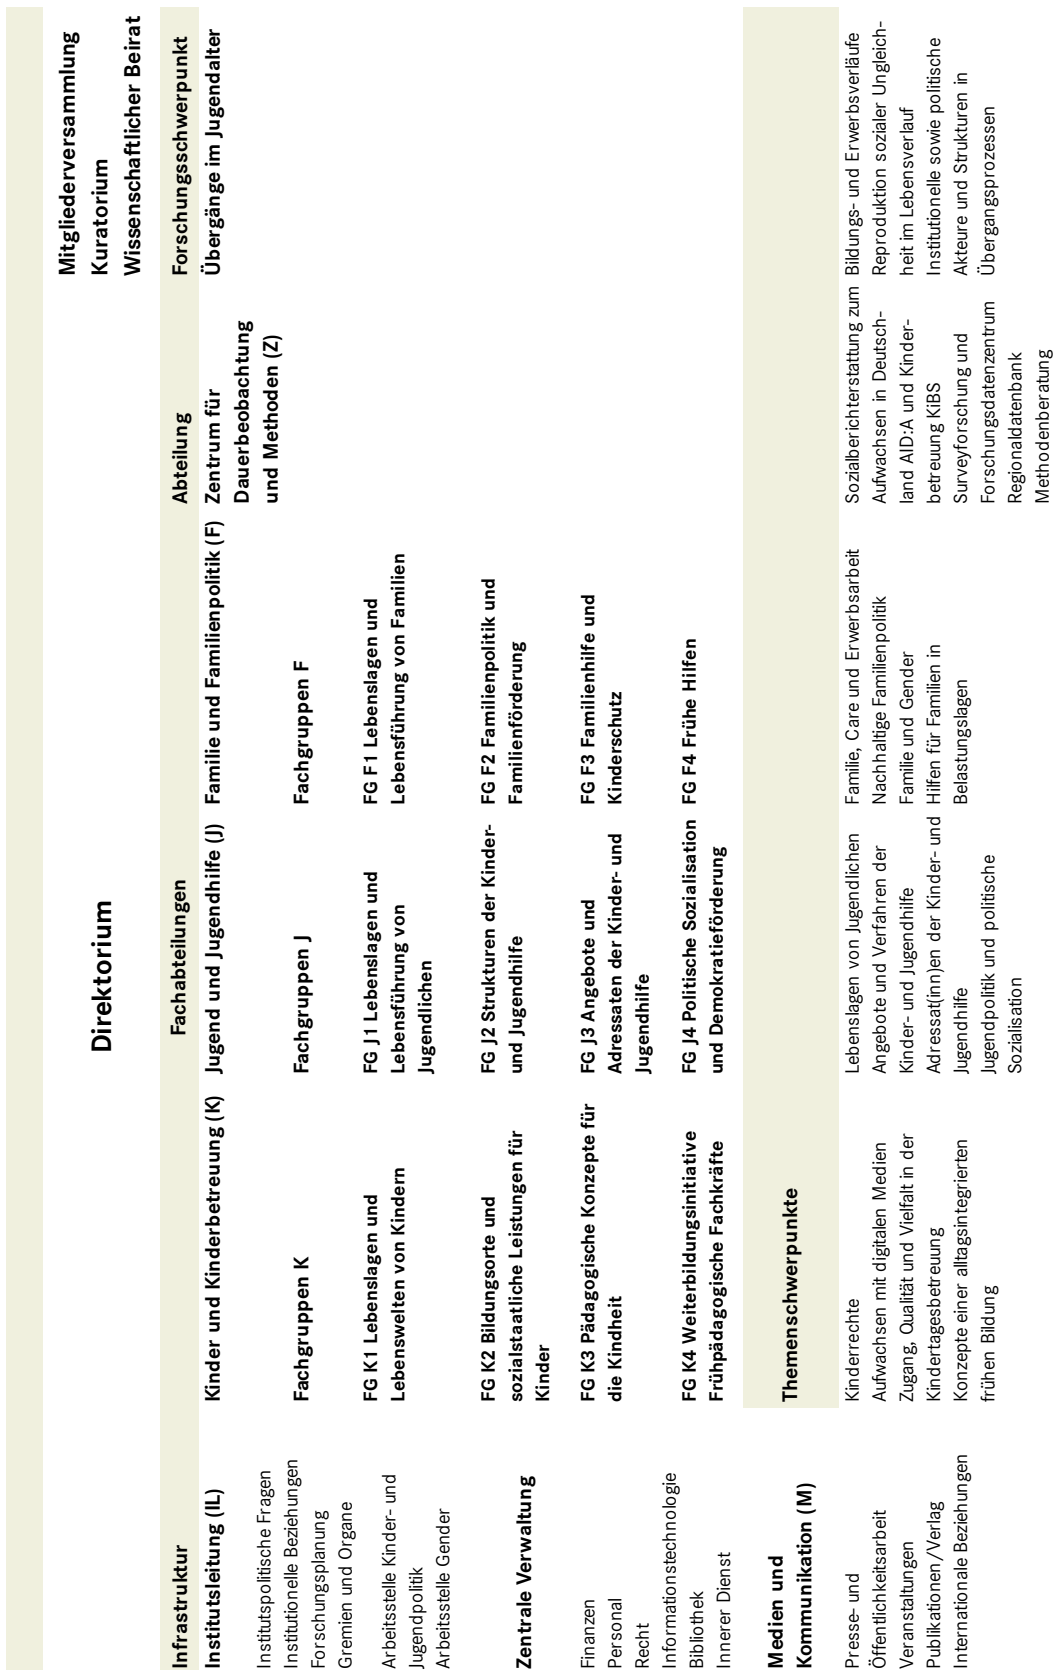 Direktorium
Mitgliederversammlung
Kuratorium
Wissenschaftlicher Beirat
Infrastruktur
Institutsleitung (IL)
Institutspolitische Fragen
Institutionelle Beziehungen
Forschungsplanung
Gremien und Organe
Arbeitsstelle Kinder- und
Jugendpolitik
Arbeitsstelle Gender
Zentrale Verwaltung
Finanzen
Personal
Recht
Informationstechnologie
Bibliothek
Innerer Dienst
Medien und
Kommunikation (M)
Presse- und
Öffentlichkeitsarbeit
Veranstaltungen
Publikationen/Verlag
Internationale Beziehungen
Fachabteilungen
Kinder und Kinderbetreuung (K)
Fachgruppen K
FG K1 Lebenslagen und
Lebenswelten von Kindern
FG K2 Bildungsorte und
sozialstaatliche Leistungen für
Kinder
FG K3 Pädagogische Konzepte für
die Kindheit
FG K4 Weiterbildungsinitiative
Frühpädagogische Fachkräfte
Jugend und Jugendhilfe (J)
Fachgruppen J
FG J1 Lebenslagen und
Lebensführung von
Jugendlichen
FG J2 Strukturen der Kinder-
und Jugendhilfe
FG J3 Angebote und
Adressaten der Kinder- und
Jugendhilfe
FG J4 Politische Sozialisation
und Demokratieförderung
Familie und Familienpolitik (F)
Fachgruppen F
FG F1 Lebenslagen und
Lebensführung von Familien
FG F2 Familienpolitik und
Familienförderung
FG F3 Familienhilfe und
Kinderschutz
FG F4 Frühe Hilfen
Abteilung
Zentrum für
Dauerbeobachtung
und Methoden (Z)
Forschungsschwerpunkt
Übergänge im Jugendalter
Themenschwerpunkte
Kinderrechte
Aufwachsen mit digitalen Medien
Zugang, Qualität und Vielfalt in der
Kindertagesbetreuung
Konzepte einer alltagsintegrierten
frühen Bildung
Lebenslagen von Jugendlichen
Angebote und Verfahren der
Kinder- und Jugendhilfe
Adressat(inn)en der Kinder- und
Jugendhilfe
Jugendpolitik und politische
Sozialisation
Familie, Care und Erwerbsarbeit
Nachhaltige Familienpolitik
Familie und Gender
Hilfen für Familien in
Belastungslagen
Sozialberichterstattung zum
Aufwachsen in Deutsch-
land AID:A und Kinder-
betreuung KiBS
Surveyforschung und
Forschungsdatenzentrum
Regionaldatenbank
Methodenberatung
Bildungs- und Erwerbsverläufe
Reproduktion sozialer Ungleich-
heit im Lebensverlauf
Institutionelle sowie politische
Akteure und Strukturen in
Übergangsprozessen